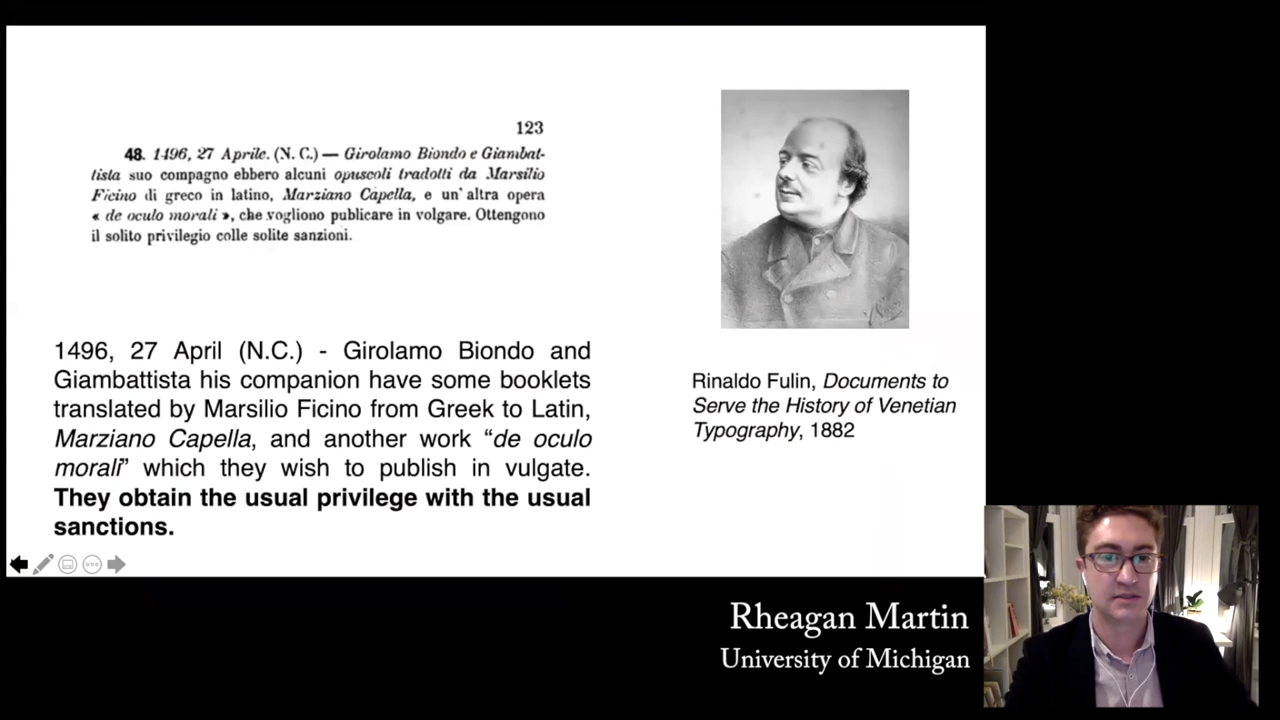 123
48. 1496, 27 Aprile. (N. C.) — Girolamo Biondo e Giambat-
tista suo compagno ebbero alcuni opuscoli tradotti da Marsilio
Ficino di greco in latino, Marziano Capella, e un' altra opera
« de oculo morali », che vogliono publicare in volgare. Ottengono
il solito privilegio colle solite sanzioni.
1496, 27 April (N.C.) - Girolamo Biondo and
Giambattista his companion have some booklets
translated by Marsilio Ficino from Greek to Latin,
Marziano Capella, and another work “de oculo
morali” which they wish to publish in vulgate.
They obtain the usual privilege with the usual
sanctions.
Rinaldo Fulin, Documents to
Serve the History of Venetian
Typography, 1882
Rheagan Martin
University of Michigan